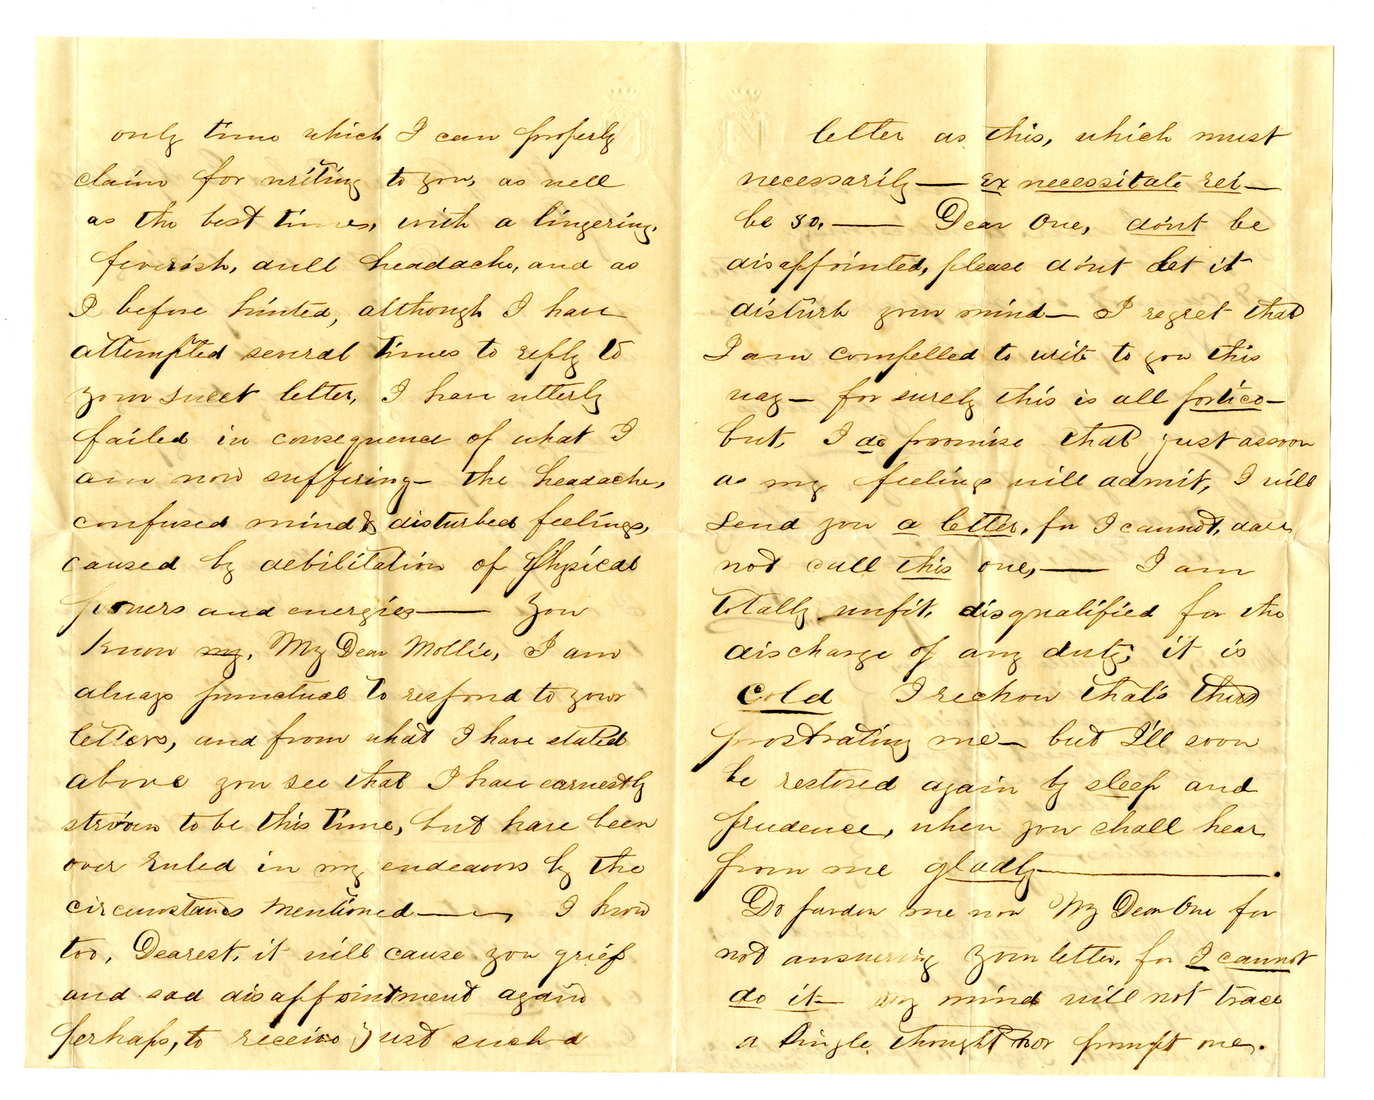 only time which I can properly
claim for writing to you, as well
as the best times, with a lingering,
feverish, dull headache, and as
I before hinted, although I have
attempted several times to reply to
your sweet letter, I have utterly
failed in consequence of what I
am now suffering— the headache,
confused mind & disturbed feelings,
caused by debilitation of physical
powers and energies—— You
know my, My Dear Mollie, I am
always punctual to respond to your
letters, and from what I have stated
above you see that I have earnestly
striven to be this time, but have been
over ruled in my endeavors by the
circumstances mentioned—— I know
too, Dearest, it will cause you grief
and sad disappointment again
perhaps, to receive just such a
letter as this, which must
necessarily— ex necessitate rei—
be so.—— Dear One, don't be
disappointed, please don't let it
disturb your mind— I regret that
I am compelled to write to you this
way— for surely this is all
but, I do promise that just as soon
as my feelings will admit, I will
send you a letter, for I cannot, dare
not call this one,—— I am
totally unfit, disqualified for the
discharge of any duty; it is
cold I reckon that's thus
prostrating me— but I'll soon
be restored again by sleep and
prudence, when you shall hear
from me gladly——.
Do pardon me now My Dear One for
not answering your letter, for I cannot
do it— my mind will not trace
a single thought nor prompt one.